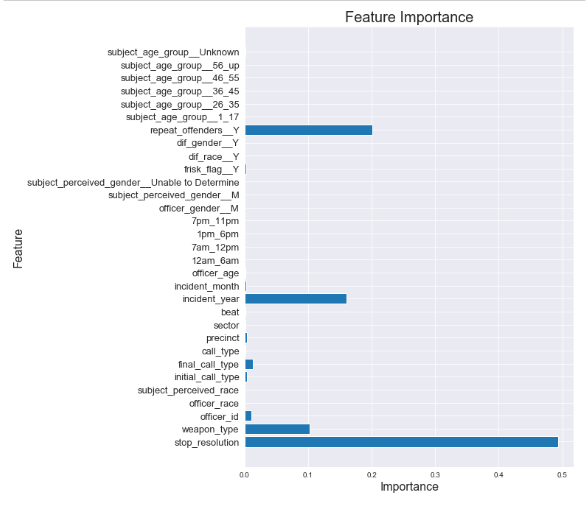 Feature Importance
subject_age_group__Unknown
subject_age_group__56_up
subject_age_group__46_55
subject_age_group__36_45
subject_age_group__26_35
subject_age_group__1_17
repeat_offenders__Y
dif_gender__Y
dif_race__Y
frisk_flag__Y
subject_perceived_gender__Unable to Determine
subject_perceived_gender__M
officer_gender__M
7pm_11pm
1pm_6pm
7am_12pm
12am_6am
officer_age
incident_month
incident_year
beat
sector
precinct
call_type
final_call_type
initial_call_type
subject_perceived_race
officer_race
officer_id
weapon_type
stop_resolution
Feature
0.0 0.1 0.2 0.3 0.4 0.5
Importance